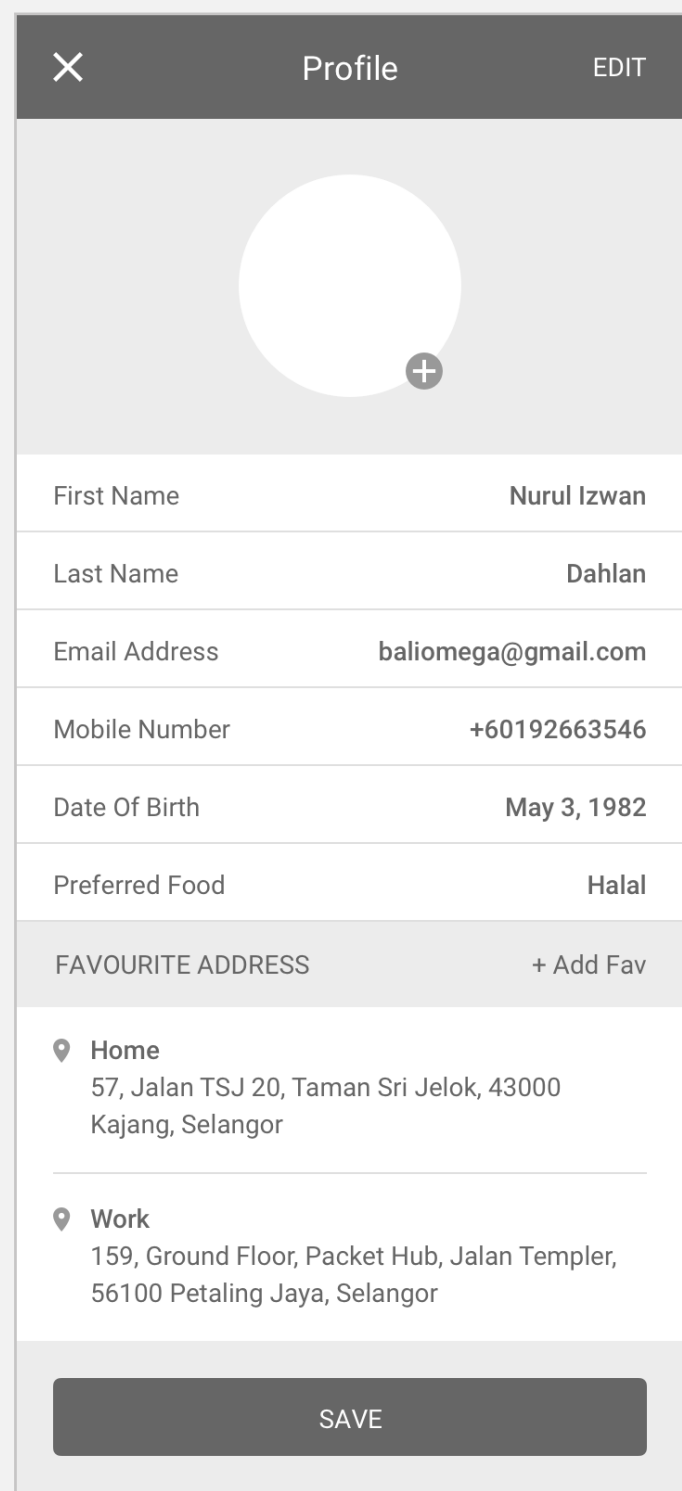 Profile
EDIT
First Name
Nurul Izwan
Last Name
Dahlan
Email Address
baliomega@gmail.com
Mobile Number
+60192663546
Date Of Birth
May 3, 1982
Preferred Food
Halal
FAVOURITE ADDRESS
+ Add Fav
Home
57, Jalan TSJ 20, Taman Sri Jelok, 43000
Kajang, Selangor
Work
159, Ground Floor, Packet Hub, Jalan Templer,
56100 Petaling Jaya, Selangor
SAVE